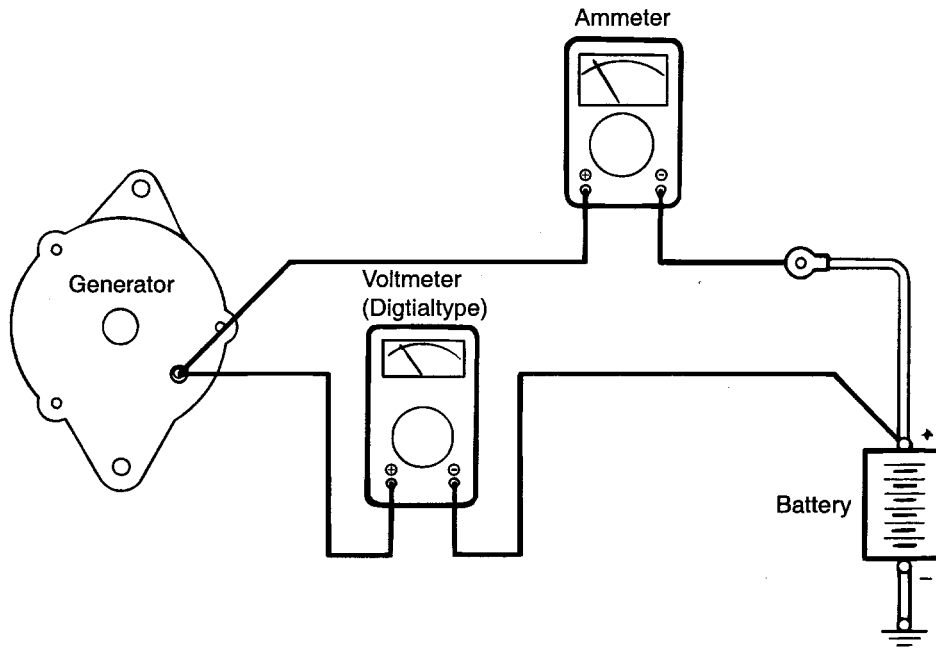 Ammeter
⊕ ⊖
Generator
Voltmeter
(Digtialtype)
⊕ ⊖
+
Battery
−